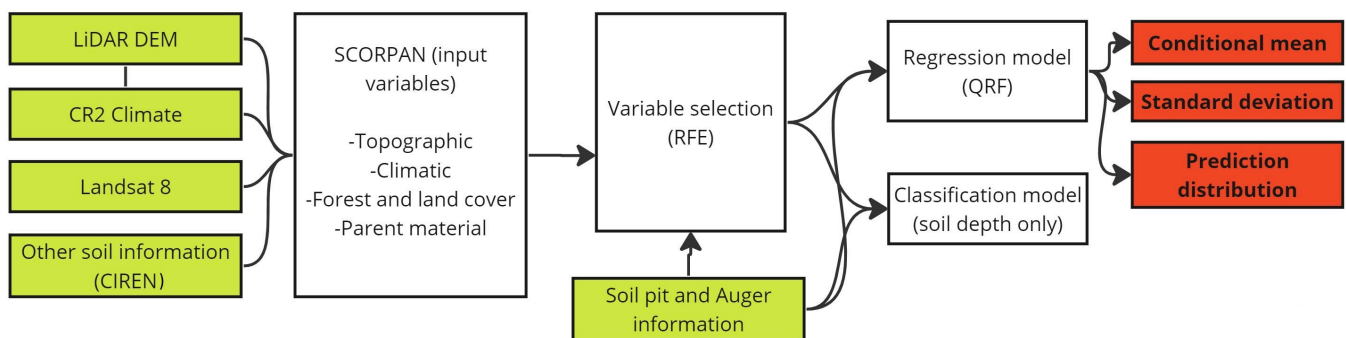 LiDAR DEM
CR2 Climate
Landsat 8
Other soil information
(CIREN)
SCORPAN (input
variables)
-Topographic
-Climatic
-Forest and land cover
-Parent material
Variable selection
(RFE)
Soil pit and Auger
information
Regression model
(QRF)
Classification model
(soil depth only)
Conditional mean
Standard deviation
Prediction
distribution